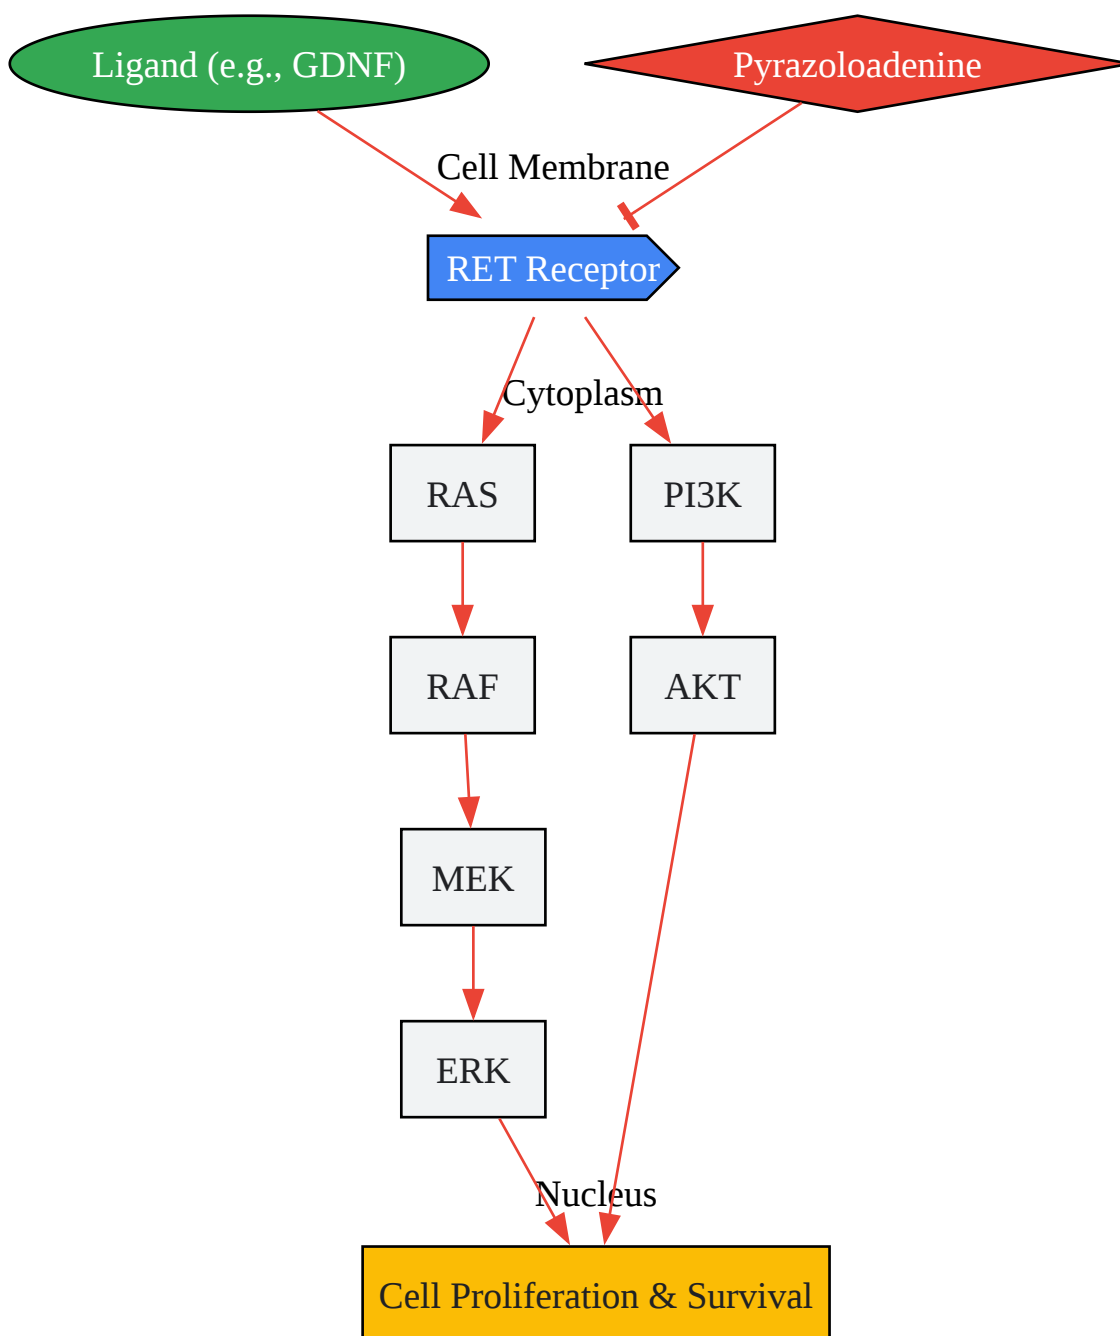 Ligand (e.g., GDNF)
Pyrazoloadenine
Cell Membrane
RET Receptor
Cytoplasm
RAS
PI3K
RAF
AKT
MEK
ERK
Nucleus
Cell Proliferation & Survival